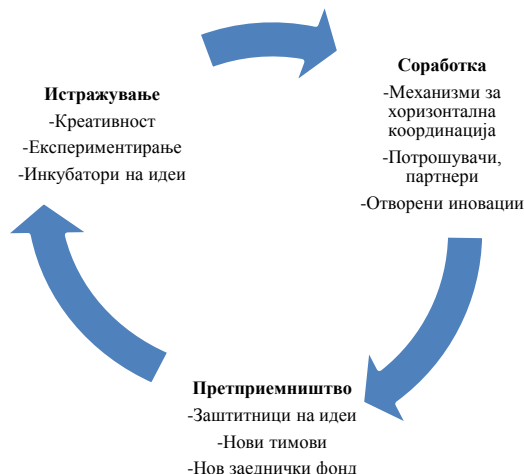 Истражување
-Креативност
-Експериментирање
-Инкубатори на идеи
Соработка
-Механизми за
хоризонтална
координација
-Потрошувачи,
партнери
-Отворени иновации
Претприемништво
-Заштитници на идеи
-Нови тимови
-Нов заеднички фонд